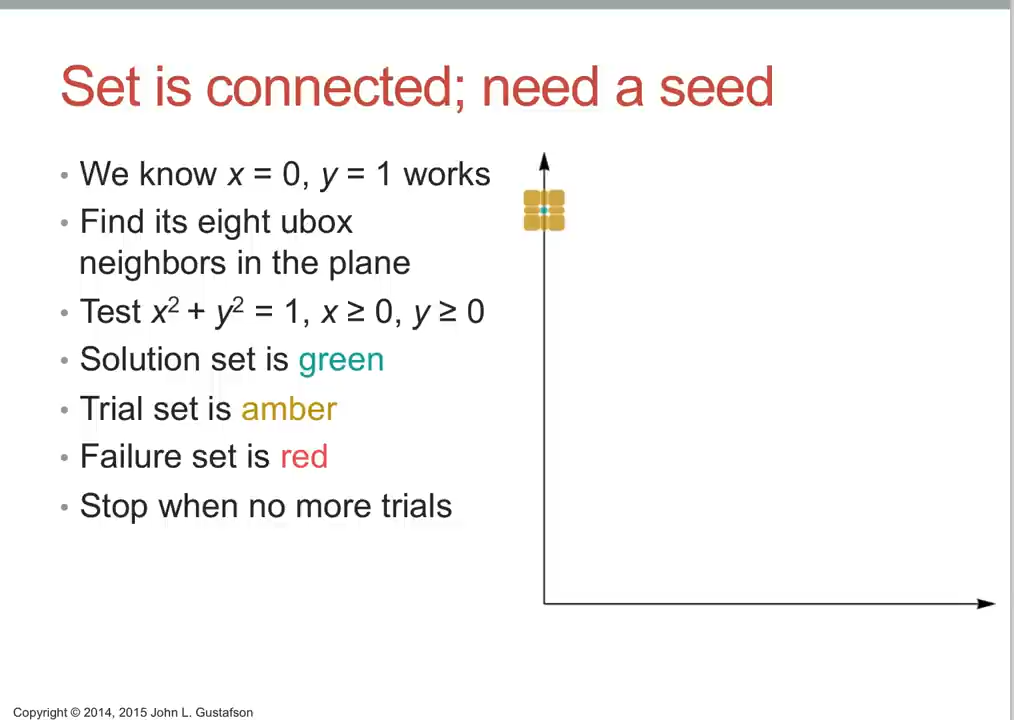 Set is connected; need a seed
• We know x = 0, y = 1 works
• Find its eight ubox
neighbors in the plane
• Test x² + y² = 1, x ≥ 0, y ≥ 0
• Solution set is green
• Trial set is amber
• Failure set is red
• Stop when no more trials
Copyright © 2014, 2015 John L. Gustafson